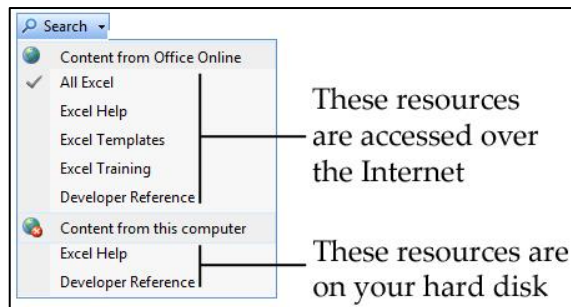 Search
Content from Office Online
All Excel
Excel Help
Excel Templates
Excel Training
Developer Reference
Content from this computer
Excel Help
Developer Reference
These resources
are accessed over
the Internet
These resources are
on your hard disk